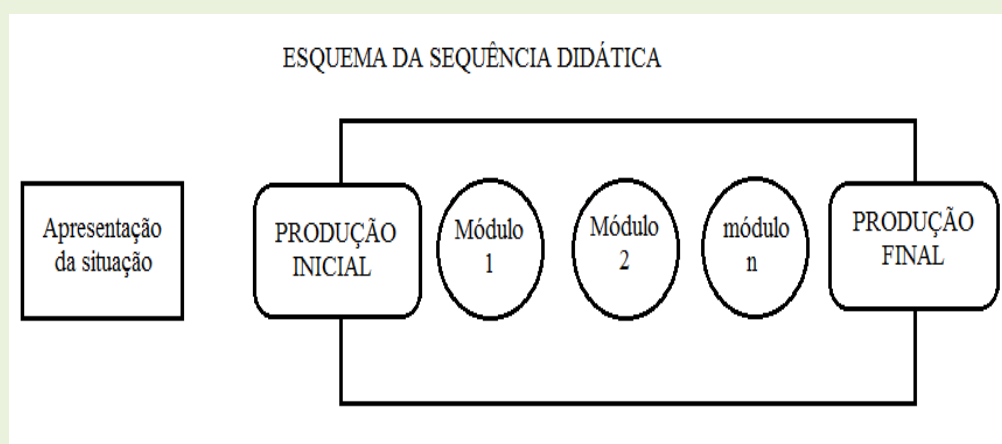 ESQUEMA DA SEQUÊNCIA DIDÁTICA
Apresentação
da situação
PRODUÇÃO
INICIAL
Módulo
1
Módulo
2
módulo
n
PRODUÇÃO
FINAL